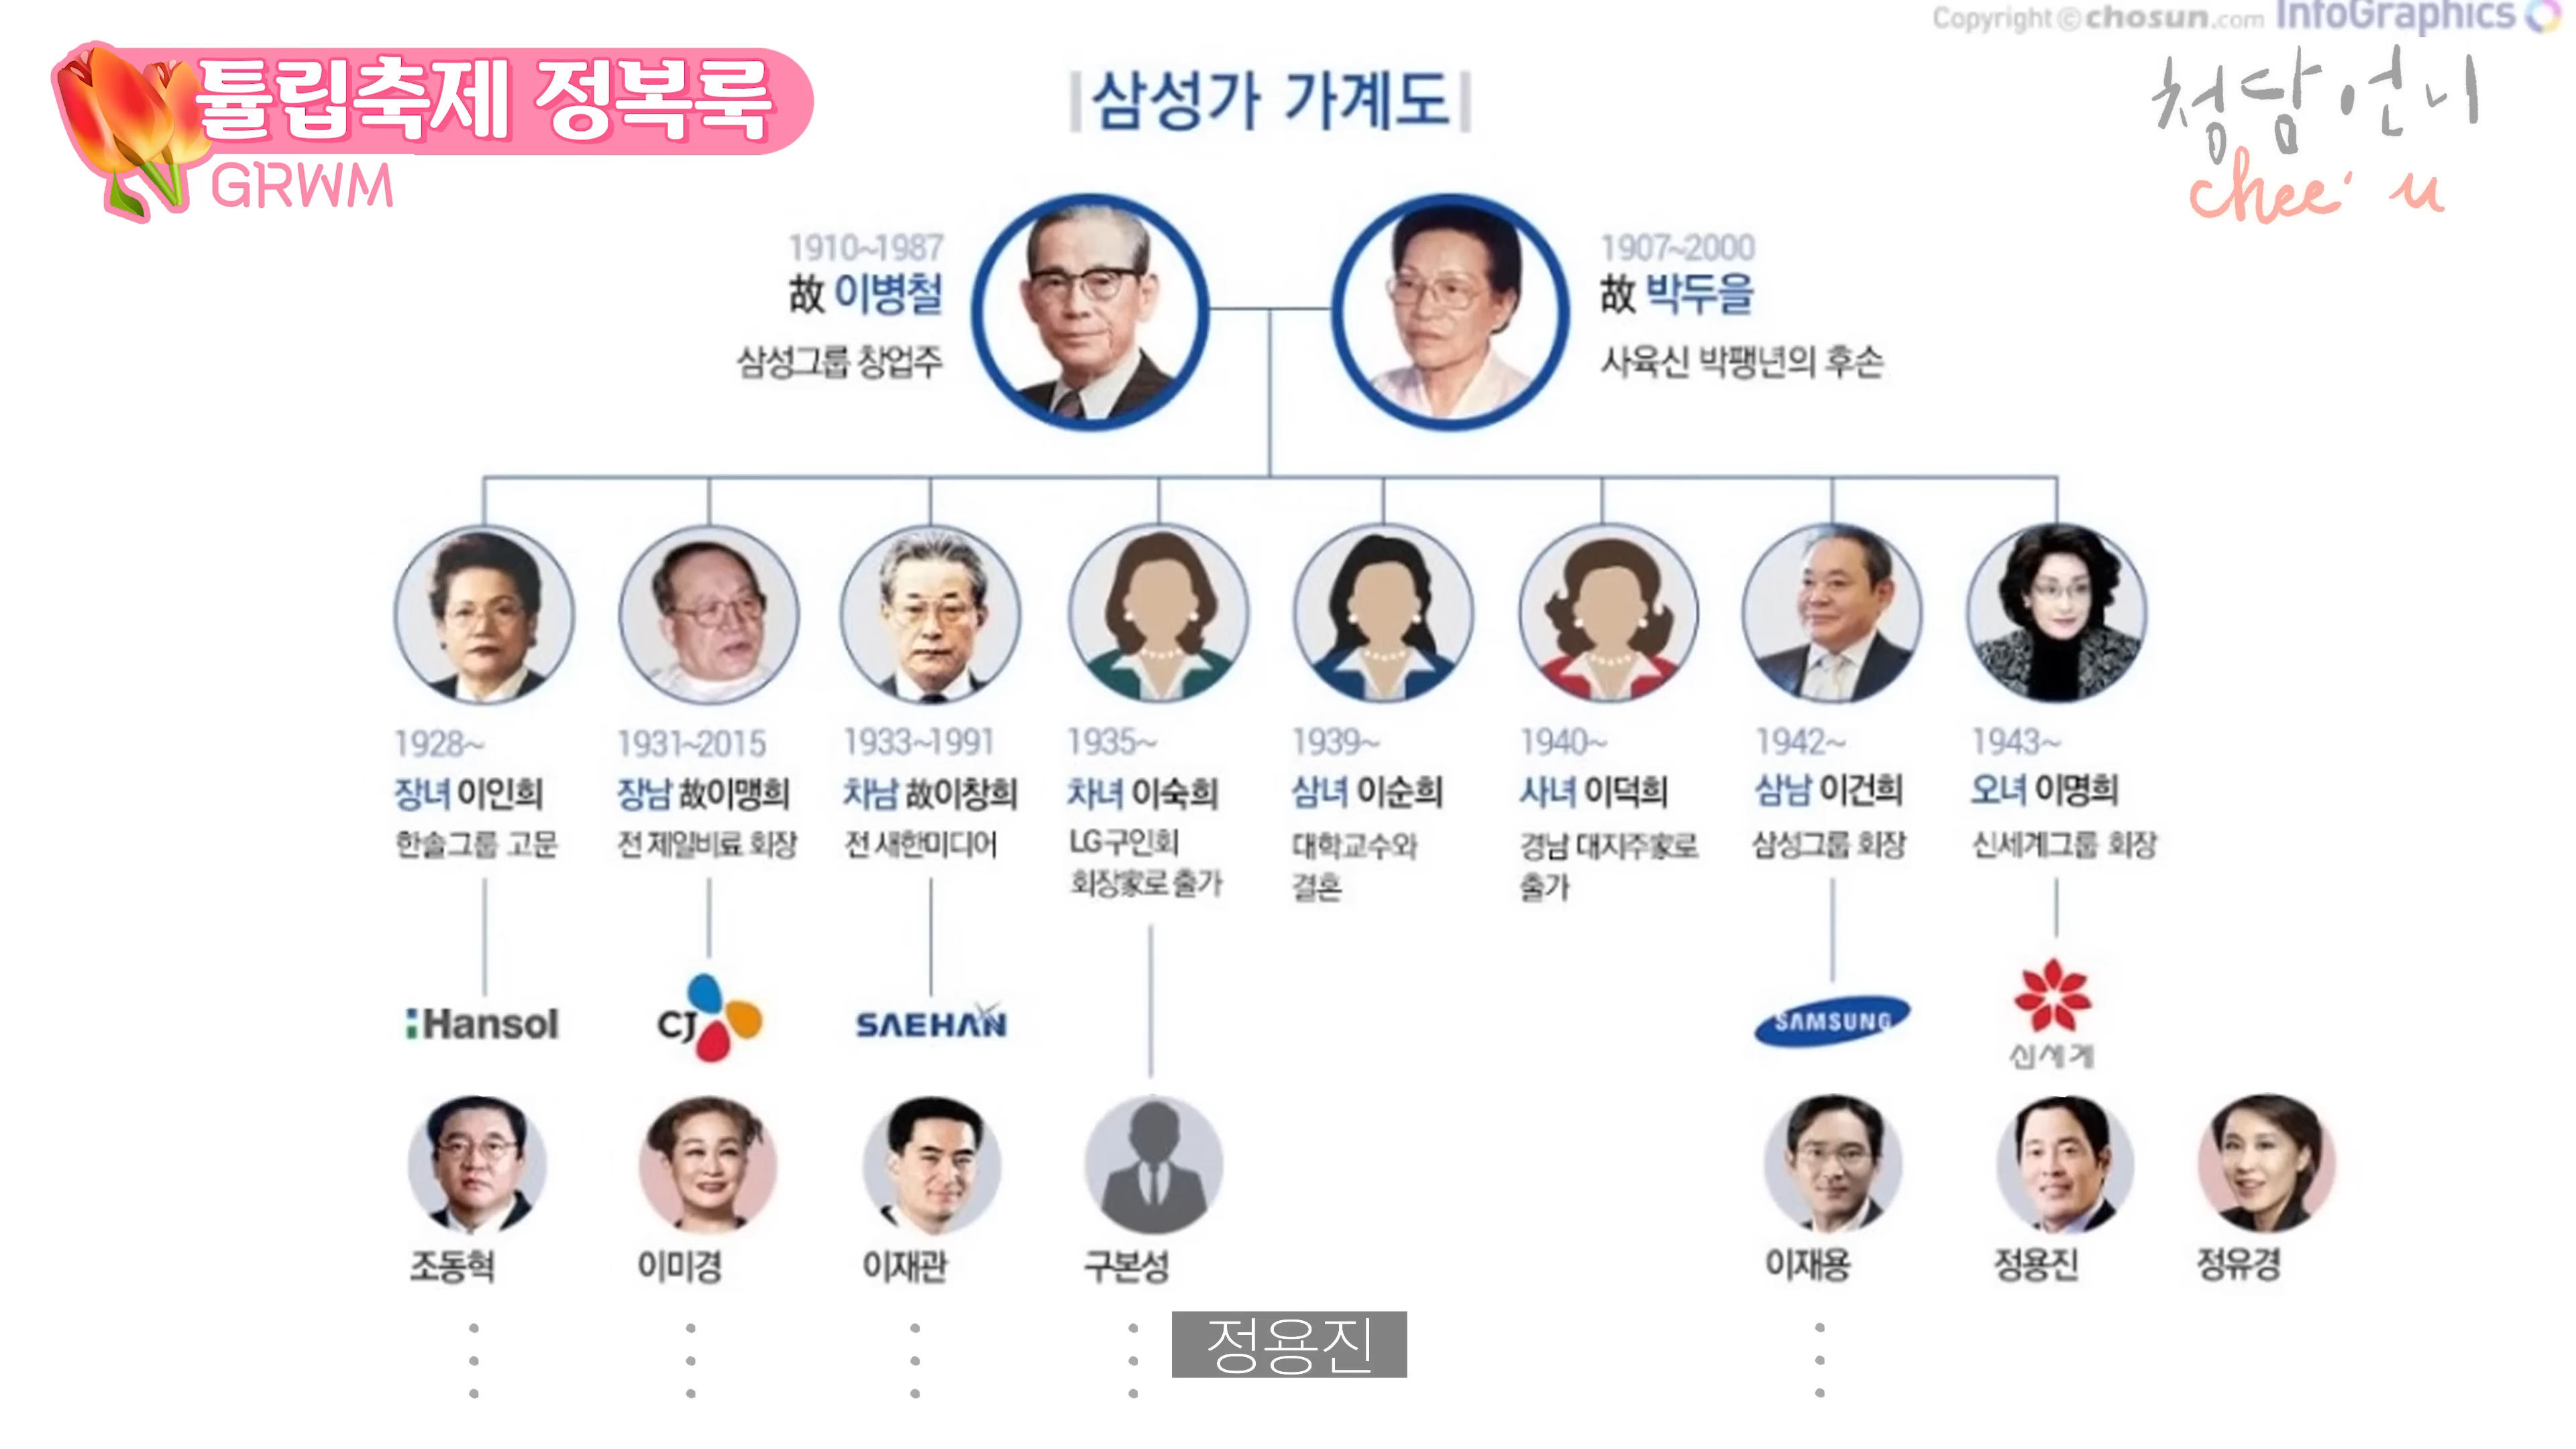 Copyright © chosun.com InfoGraphics
튤립축제 정복룩
GRWM
삼성가 가계도
청담언니
chee'u
1910~1987
故 이병철
삼성그룹 창업주
1907~2000
故 박두을
사육신 박팽년의 후손
1928~
장녀 이인희
한솔그룹 고문
1931~2015
장남 故이맹희
전 제일비료 회장
1933~1991
차남 故이창희
전 새한미디어
1935~
차녀 이숙희
LG구인회
회장家로 출가
1939~
삼녀 이순희
대학교수와
결혼
1940~
사녀 이덕희
경남 대지주家로
출가
1942~
삼남 이건희
삼성그룹 회장
1943~
오녀 이명희
신세계그룹 회장
Hansol
CJ
SAEHAN
SAMSUNG
신세계
조동혁
이미경
이재관
구본성
이재용
정용진
정유경
정용진